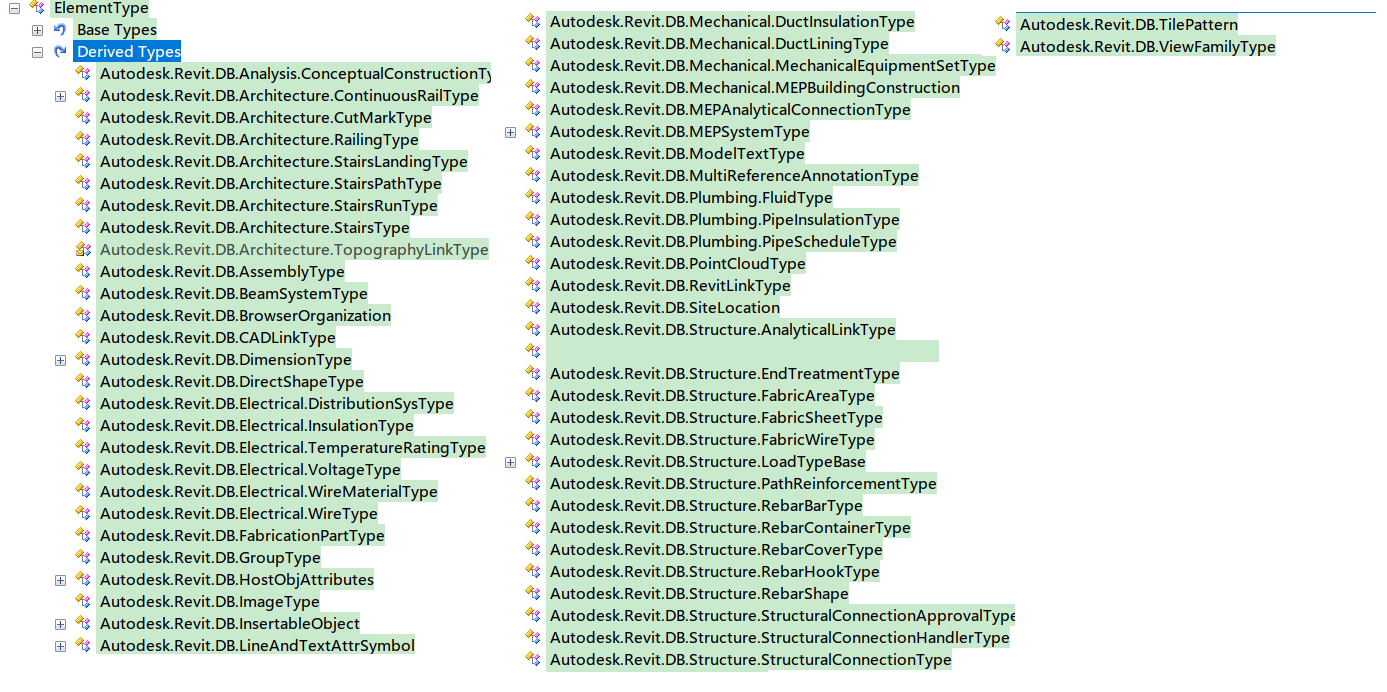 ElementType
Base Types
Derived Types
Autodesk.Revit.DB.Analysis.ConceptualConstructionTy
Autodesk.Revit.DB.Architecture.ContinuousRailType
Autodesk.Revit.DB.Architecture.CutMarkType
Autodesk.Revit.DB.Architecture.RailingType
Autodesk.Revit.DB.Architecture.StairsLandingType
Autodesk.Revit.DB.Architecture.StairsPathType
Autodesk.Revit.DB.Architecture.StairsRunType
Autodesk.Revit.DB.Architecture.StairsType
Autodesk.Revit.DB.Architecture.TopographyLinkType
Autodesk.Revit.DB.AssemblyType
Autodesk.Revit.DB.BeamSystemType
Autodesk.Revit.DB.BrowserOrganization
Autodesk.Revit.DB.CADLinkType
Autodesk.Revit.DB.DimensionType
Autodesk.Revit.DB.DirectShapeType
Autodesk.Revit.DB.Electrical.DistributionSysType
Autodesk.Revit.DB.Electrical.InsulationType
Autodesk.Revit.DB.Electrical.TemperatureRatingType
Autodesk.Revit.DB.Electrical.VoltageType
Autodesk.Revit.DB.Electrical.WireMaterialType
Autodesk.Revit.DB.Electrical.WireType
Autodesk.Revit.DB.FabricationPartType
Autodesk.Revit.DB.GroupType
Autodesk.Revit.DB.HostObjAttributes
Autodesk.Revit.DB.ImageType
Autodesk.Revit.DB.InsertableObject
Autodesk.Revit.DB.LineAndTextAttrSymbol
Autodesk.Revit.DB.Mechanical.DuctInsulationType
Autodesk.Revit.DB.Mechanical.DuctLiningType
Autodesk.Revit.DB.Mechanical.MechanicalEquipmentSetType
Autodesk.Revit.DB.Mechanical.MEPBuildingConstruction
Autodesk.Revit.DB.MEPAnalyticalConnectionType
Autodesk.Revit.DB.MEPSystemType
Autodesk.Revit.DB.ModelTextType
Autodesk.Revit.DB.MultiReferenceAnnotationType
Autodesk.Revit.DB.Plumbing.FluidType
Autodesk.Revit.DB.Plumbing.PipeInsulationType
Autodesk.Revit.DB.Plumbing.PipeScheduleType
Autodesk.Revit.DB.PointCloudType
Autodesk.Revit.DB.RevitLinkType
Autodesk.Revit.DB.SiteLocation
Autodesk.Revit.DB.Structure.AnalyticalLinkType
Autodesk.Revit.DB.Structure.EndTreatmentType
Autodesk.Revit.DB.Structure.FabricAreaType
Autodesk.Revit.DB.Structure.FabricSheetType
Autodesk.Revit.DB.Structure.FabricWireType
Autodesk.Revit.DB.Structure.LoadTypeBase
Autodesk.Revit.DB.Structure.PathReinforcementType
Autodesk.Revit.DB.Structure.RebarBarType
Autodesk.Revit.DB.Structure.RebarContainerType
Autodesk.Revit.DB.Structure.RebarCoverType
Autodesk.Revit.DB.Structure.RebarHookType
Autodesk.Revit.DB.Structure.RebarShape
Autodesk.Revit.DB.Structure.StructuralConnectionApprovalType
Autodesk.Revit.DB.Structure.StructuralConnectionHandlerType
Autodesk.Revit.DB.Structure.StructuralConnectionType
Autodesk.Revit.DB.TilePattern
Autodesk.Revit.DB.ViewFamilyType